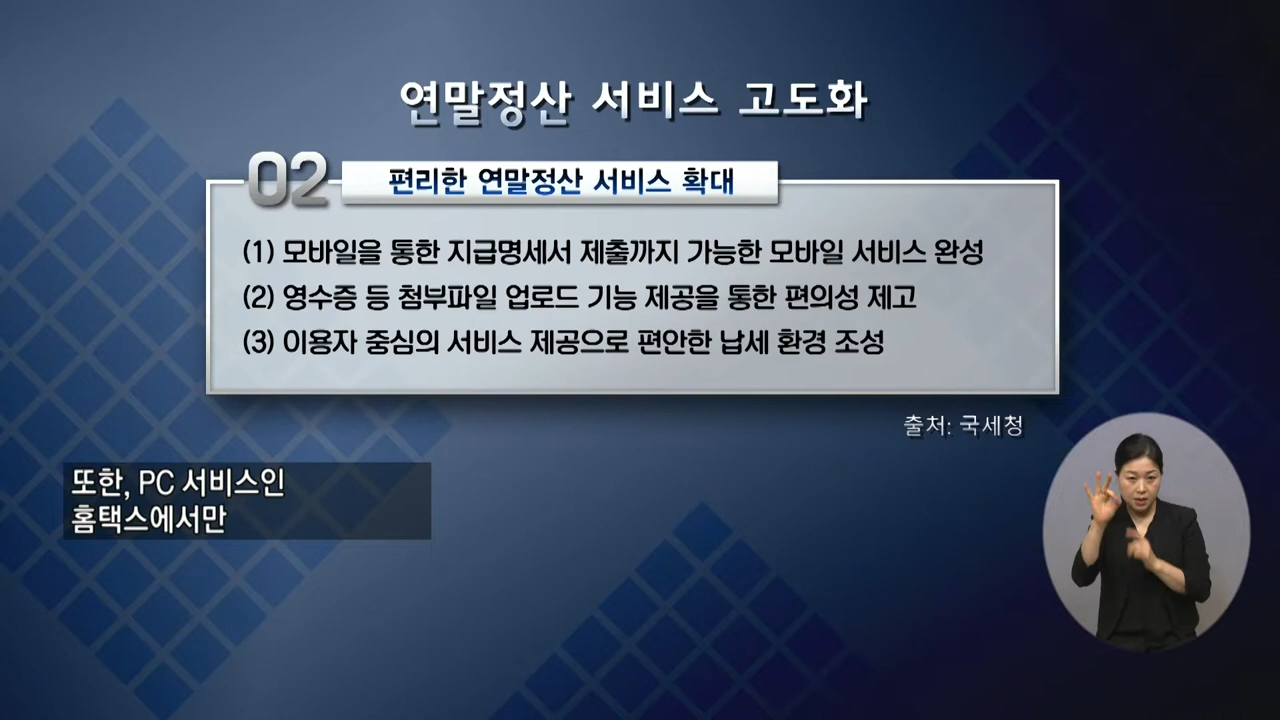 연말정산 서비스 고도화
02 편리한 연말정산 서비스 확대
(1) 모바일을 통한 지급명세서 제출까지 가능한 모바일 서비스 완성
(2) 영수증 등 첨부파일 업로드 기능 제공을 통한 편의성 제고
(3) 이용자 중심의 서비스 제공으로 편안한 납세 환경 조성
출처: 국세청
또한, PC 서비스인
홈택스에서만